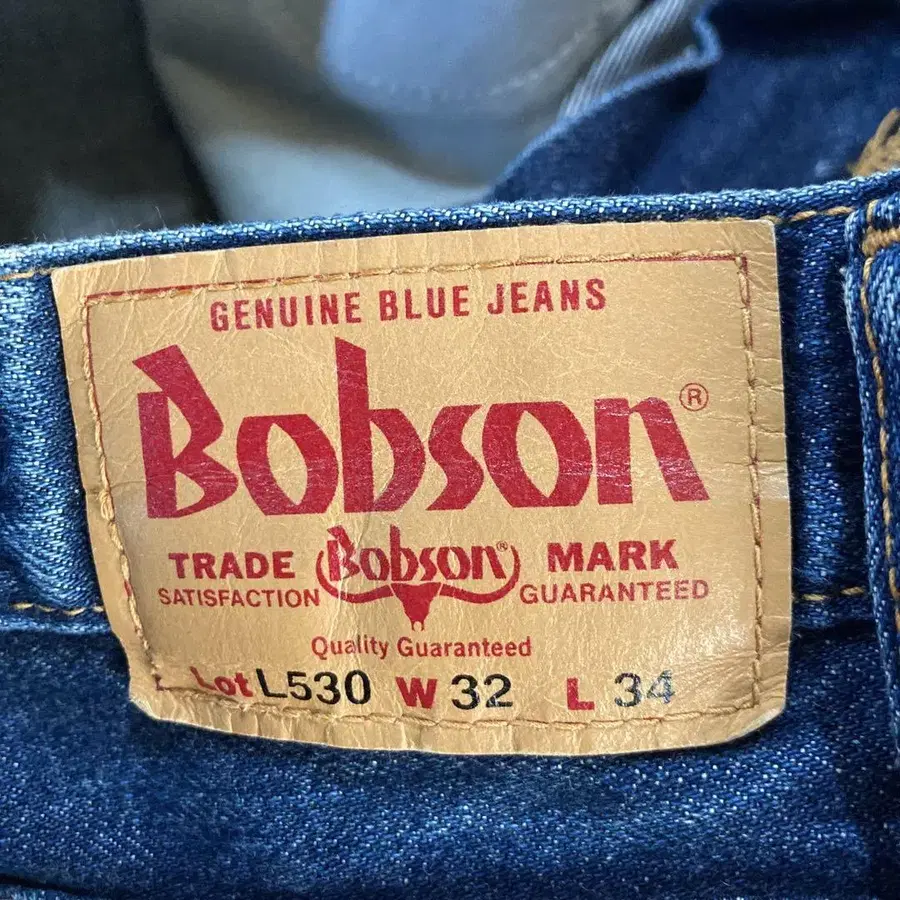 GENUINE BLUE JEANS
Bobson®
TRADE Bobson® MARK
SATISFACTION GUARANTEED
Quality Guaranteed
Lot L530 W 32 L 34